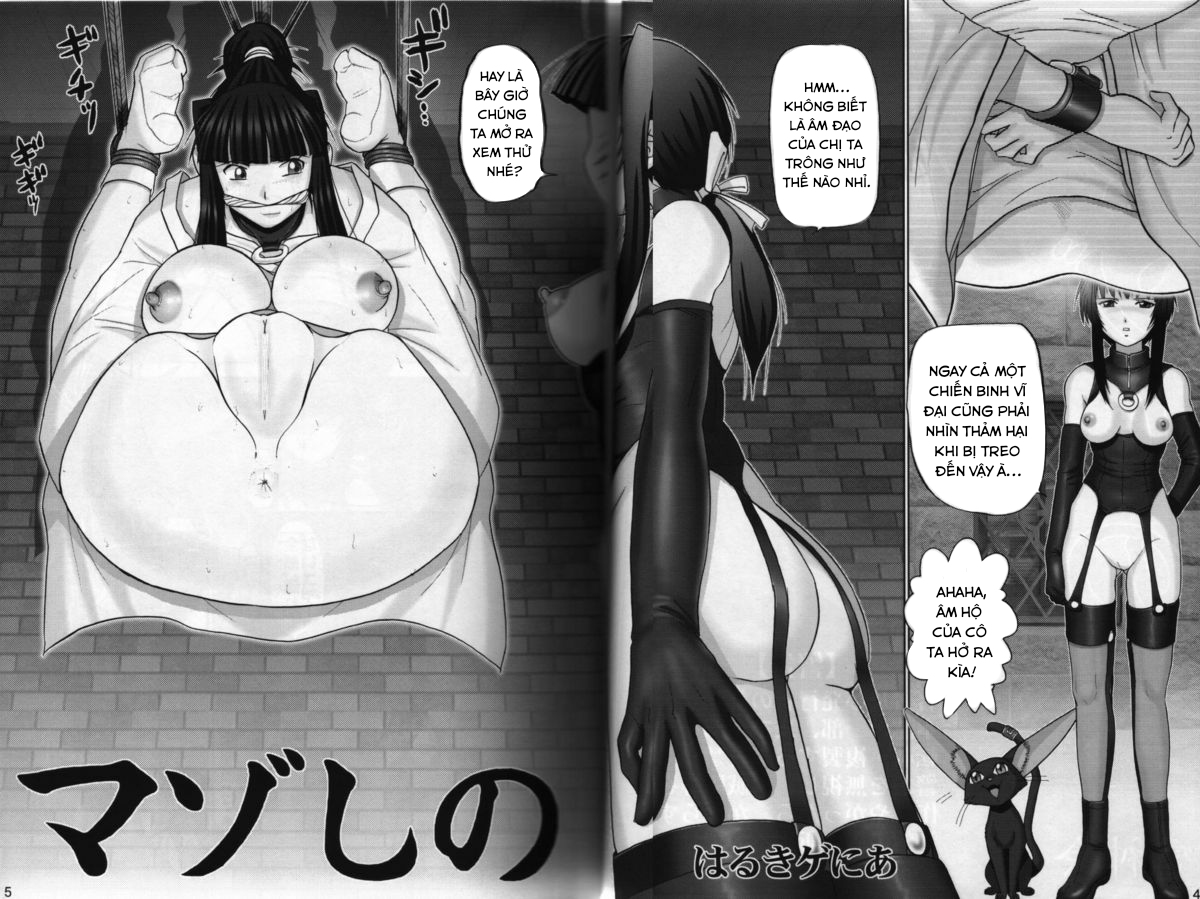 NGAY CẢ MỘT
CHIẾN BINH VĨ
ĐẠI CŨNG PHẢI
NHÌN THẢM HẠI
KHI BỊ TREO
ĐẾN VẬY À...
AHAHA,
ÂM HỘ
CỦA CÔ
TA HỞ RA
KÌA!
HMM...
KHÔNG BIẾT
LÀ ÂM ĐẠO
CỦA CHỊ TA
TRÔNG NHƯ
THẾ NÀO NHỈ.
HAY LÀ
BÂY GIỜ
CHÚNG
TA MỞ RA
XEM THỬ
NHÉ?
ギシ…
ギチッ
ギギッ
マゾしの
はるきゲにあ
5
4